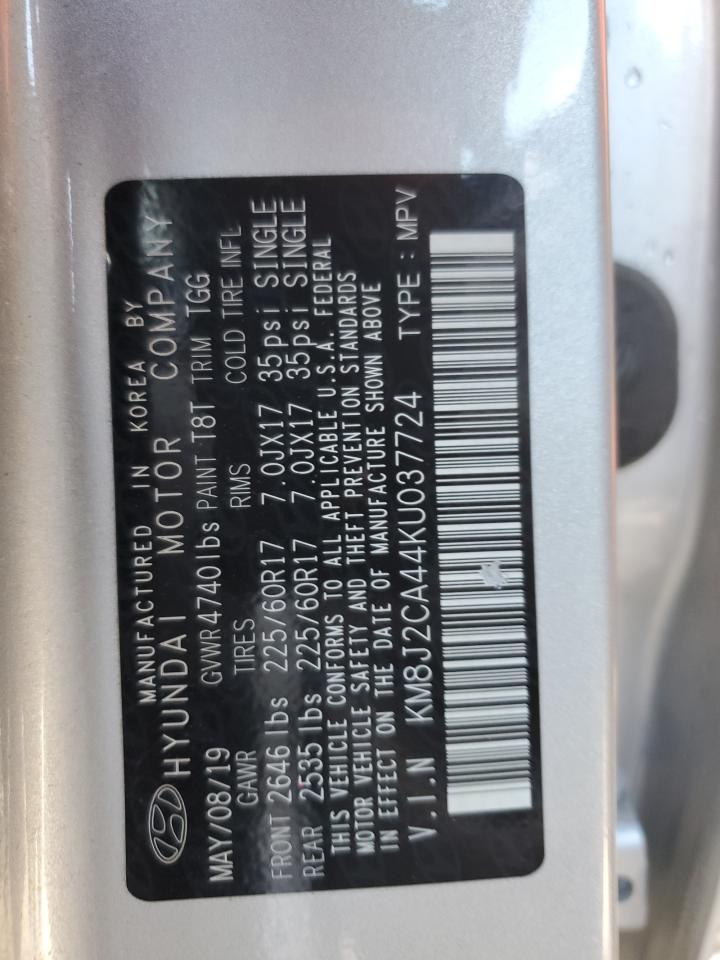 MANUFACTURED IN KOREA BY
HYUNDAI MOTOR COMPANY
MAY/08/19 GVWR4740lbs PAINT T8T TRIM TGG
GAWR TIRES RIMS COLD TIRE INFL
FRONT 2646 lbs 225/60R17 7.0JX17 35psi SINGLE
REAR 2535 lbs 225/60R17 7.0JX17 35psi SINGLE
THIS VEHICLE CONFORMS TO ALL APPLICABLE U.S.A. FEDERAL
MOTOR VEHICLE SAFETY AND THEFT PREVENTION STANDARDS
IN EFFECT ON THE DATE OF MANUFACTURE SHOWN ABOVE
V.I.N KM8J2CA44KU037724 TYPE : MPV